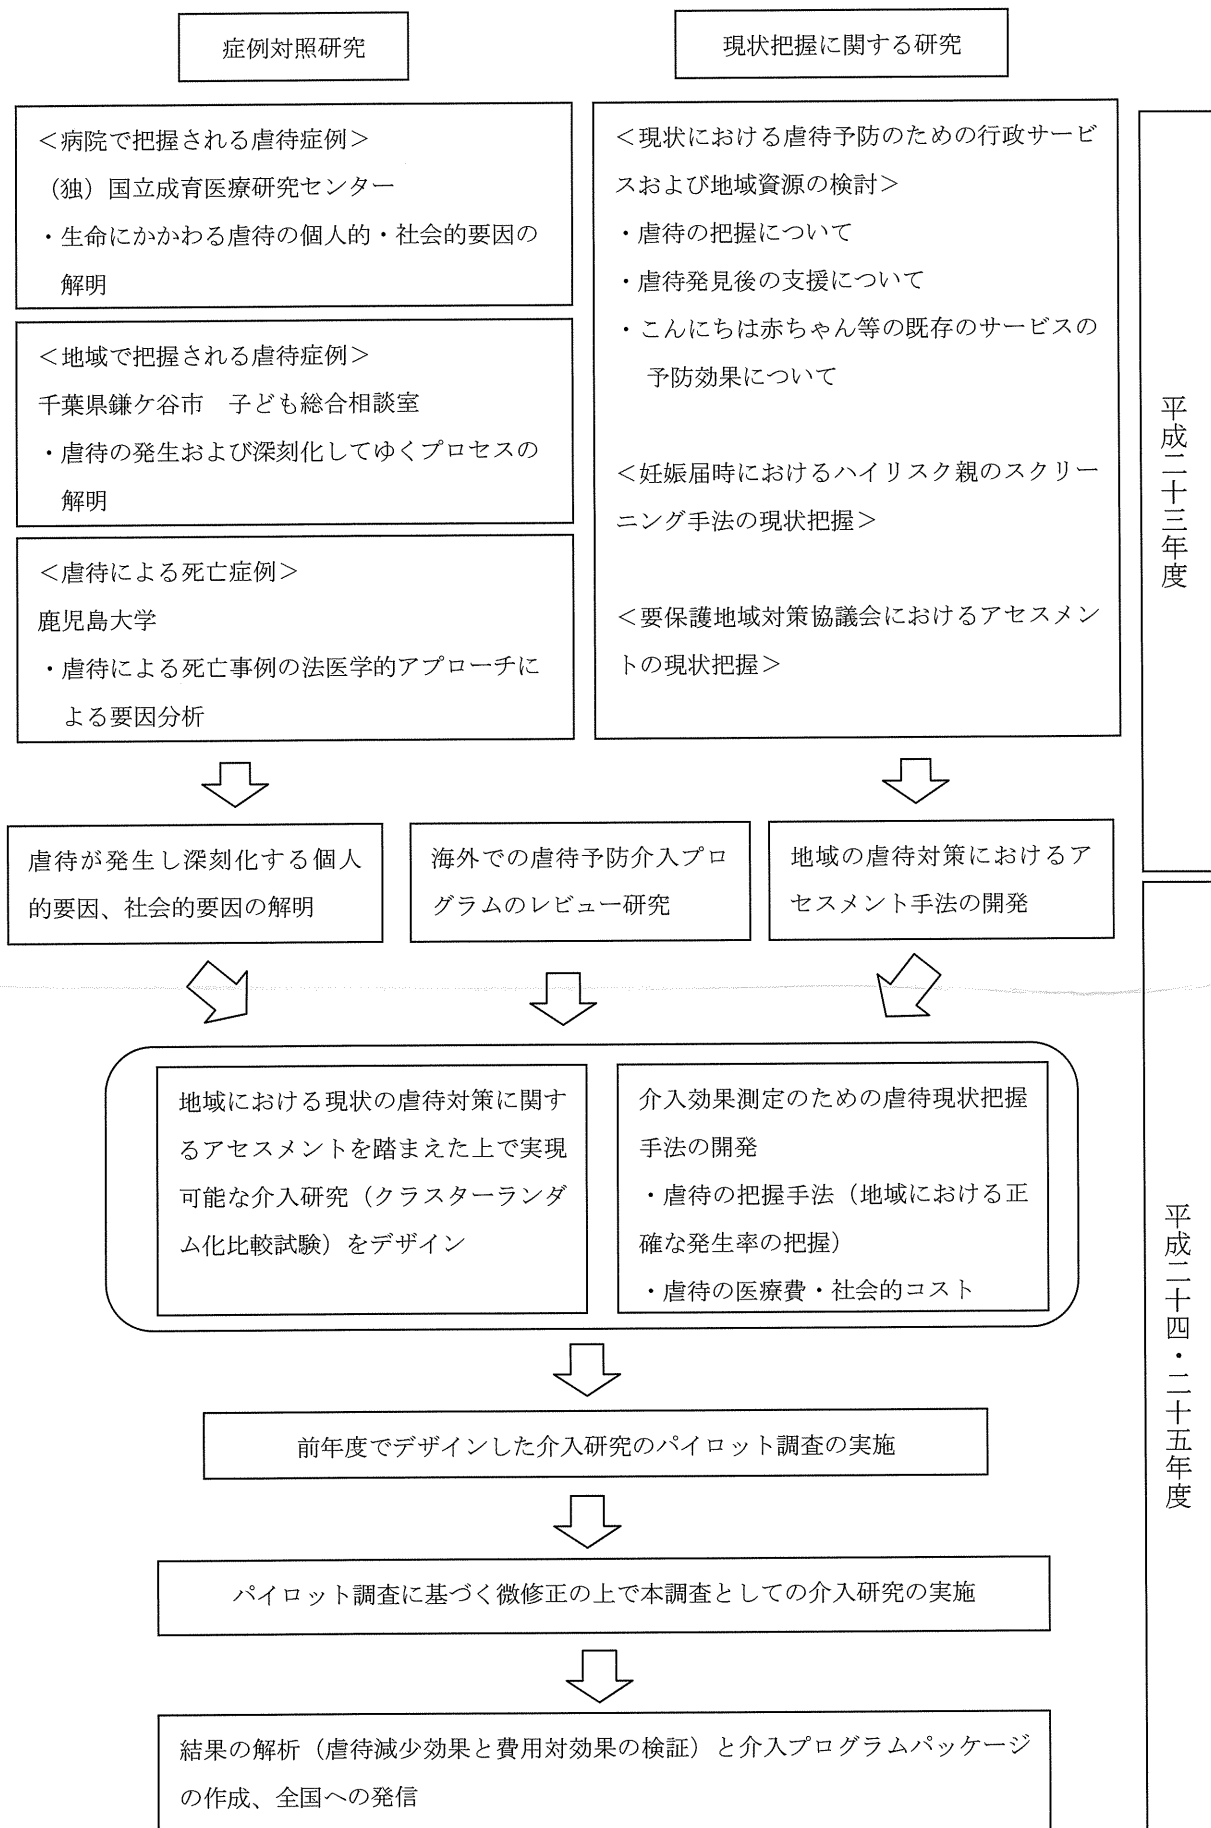 症例対照研究
＜病院で把握される虐待症例＞
（独）国立成育医療研究センター
・生命にかかわる虐待の個人的・社会的要因の
解明
＜地域で把握される虐待症例＞
千葉県鎌ケ谷市　子ども総合相談室
・虐待の発生および深刻化してゆくプロセスの
解明
＜虐待による死亡症例＞
鹿児島大学
・虐待による死亡事例の法医学的アプローチに
よる要因分析
現状把握に関する研究
＜現状における虐待予防のための行政サービ
スおよび地域資源の検討＞
・虐待の把握について
・虐待発見後の支援について
・こんにちは赤ちゃん等の既存のサービスの
予防効果について
＜妊娠届時におけるハイリスク親のスクリー
ニング手法の現状把握＞
＜要保護地域対策協議会におけるアセスメン
トの現状把握＞
平成二十三年度
虐待が発生し深刻化する個人
的要因、社会的要因の解明
海外での虐待予防介入プロ
グラムのレビュー研究
地域の虐待対策におけるア
セスメント手法の開発
地域における現状の虐待対策に関す
るアセスメントを踏まえた上で実現
可能な介入研究（クラスターランダ
ム化比較試験）をデザイン
介入効果測定のための虐待現状把握
手法の開発
・虐待の把握手法（地域における正
確な発生率の把握）
・虐待の医療費・社会的コスト
平成二十四・二十五年度
前年度でデザインした介入研究のパイロット調査の実施
パイロット調査に基づく微修正の上で本調査としての介入研究の実施
結果の解析（虐待減少効果と費用対効果の検証）と介入プログラムパッケージ
の作成、全国への発信